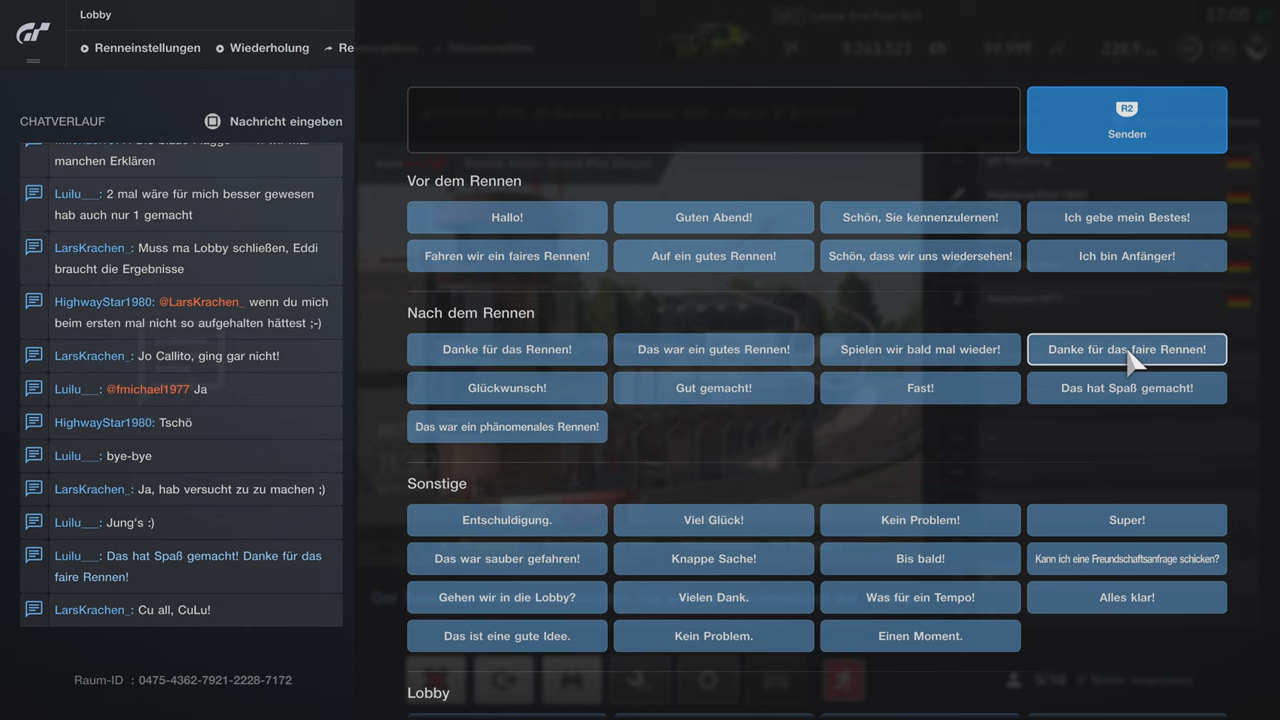 Lobby
Renneinstellungen
Wiederholung
Re
CHATVERLAUF
Nachricht eingeben
manchen Erklären
Luilu___: 2 mal wäre für mich besser gewesen
hab auch nur 1 gemacht
LarsKrachen_: Muss ma Lobby schließen, Eddi
braucht die Ergebnisse
HighwayStar1980: @LarsKrachen_ wenn du mich
beim ersten mal nicht so aufgehalten hättest ;-)
LarsKrachen_: Jo Callito, ging gar nicht!
Luilu___: @fmichael1977 Ja
HighwayStar1980: Tschö
Luilu___: bye-bye
LarsKrachen_: Ja, hab versucht zu zu machen ;)
Luilu___: Jung's :)
Luilu___: Das hat Spaß gemacht! Danke für das
faire Rennen!
LarsKrachen_: Cu all, CuLu!
Raum-ID : 0475-4362-7921-2228-7172
R2
Senden
Vor dem Rennen
Hallo!
Guten Abend!
Schön, Sie kennenzulernen!
Ich gebe mein Bestes!
Fahren wir ein faires Rennen!
Auf ein gutes Rennen!
Schön, dass wir uns wiedersehen!
Ich bin Anfänger!
Nach dem Rennen
Danke für das Rennen!
Das war ein gutes Rennen!
Spielen wir bald mal wieder!
Danke für das faire Rennen!
Glückwunsch!
Gut gemacht!
Fast!
Das hat Spaß gemacht!
Das war ein phänomenales Rennen!
Sonstige
Entschuldigung.
Viel Glück!
Kein Problem!
Super!
Das war sauber gefahren!
Knappe Sache!
Bis bald!
Kann ich eine Freundschaftsanfrage schicken?
Gehen wir in die Lobby?
Vielen Dank.
Was für ein Tempo!
Alles klar!
Das ist eine gute Idee.
Kein Problem.
Einen Moment.
Lobby